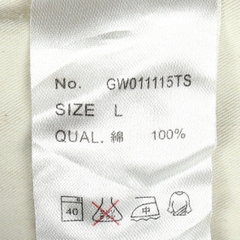 No. GW011115TS
SIZE L
QUAL. 綿 100%
40 中